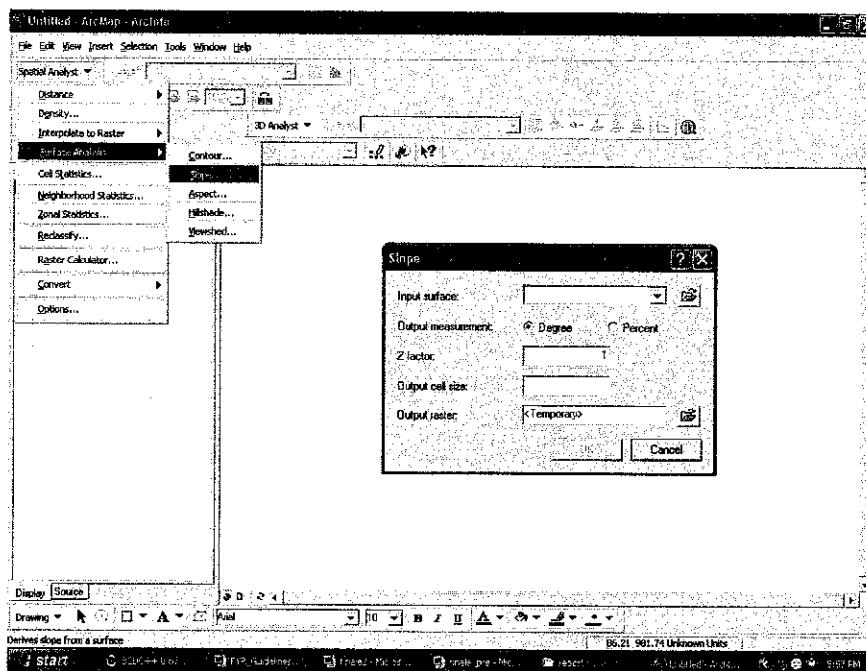 Untitled - ArcMap - ArcInfo
File Edit View Insert Selection Tools Window Help
Spatial Analyst
Distance
Density...
Interpolate to Raster
Surface Analysis
Cell Statistics...
Neighborhood Statistics...
Zonal Statistics...
Reclassify...
Raster Calculator...
Convert
Options...
3D Analyst
Contour...
Slope...
Aspect...
Hillshade...
Viewshed...
Slope
Input surface:
Output measurement: Degree Percent
Z factor: 1
Output cell size:
Output raster: <Temporary>
OK Cancel
Display Source
Drawing A Arial 10 B I U A
Derives slope from a surface
981.74 Unknown Units
start